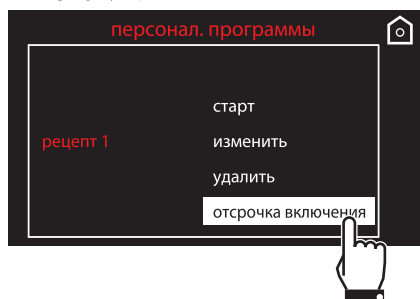 персонал. программы
старт
рецепт 1 изменить
удалить
отсрочка включения